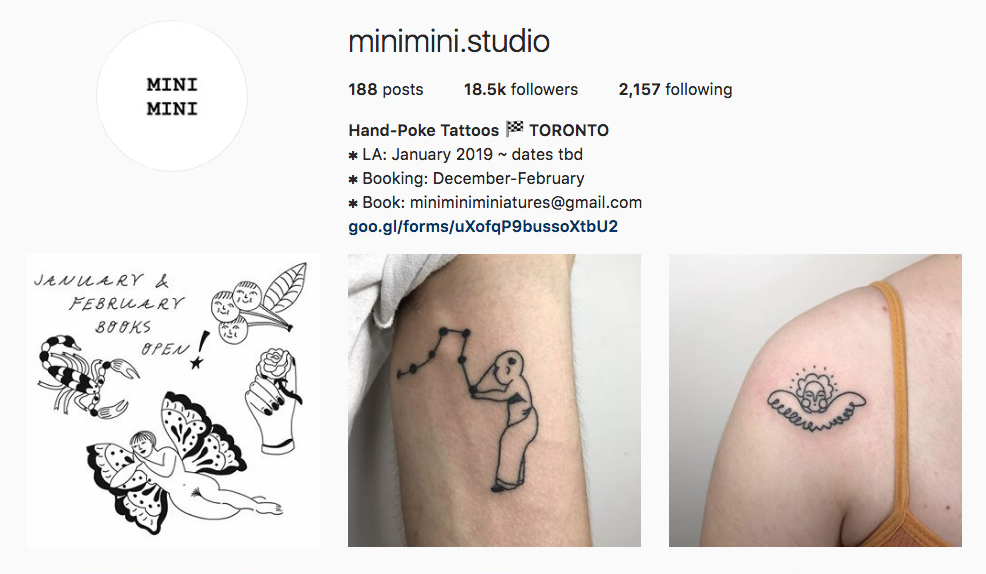 MINI
MINI
minimini.studio
188 posts 18.5k followers 2,157 following
Hand-Poke Tattoos 🏁 TORONTO
✱ LA: January 2019 ~ dates tbd
✱ Booking: December-February
✱ Book: miniminiminiatures@gmail.com
goo.gl/forms/uXofqP9bussoXtbU2
JANUARY &
FEBRUARY
BOOKS
OPEN!